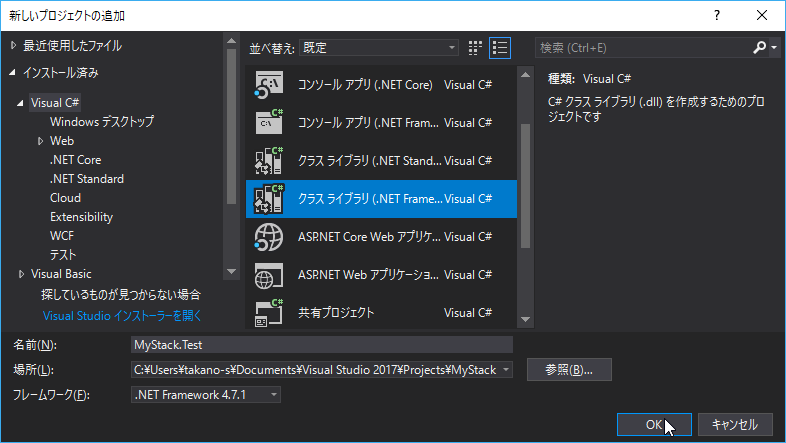 新しいプロジェクトの追加
? ×
最近使用したファイル
インストール済み
Visual C#
Windows デスクトップ
Web
.NET Core
.NET Standard
Cloud
Extensibility
WCF
テスト
Visual Basic
探しているものが見つからない場合
Visual Studio インストーラーを開く
並べ替え: 既定
コンソール アプリ (.NET Core) Visual C#
コンソール アプリ (.NET Fram... Visual C#
クラス ライブラリ (.NET Stand... Visual C#
クラス ライブラリ (.NET Frame... Visual C#
ASP.NET Core Web アプリケ... Visual C#
ASP.NET Web アプリケーショ... Visual C#
共有プロジェクト Visual C#
検索 (Ctrl+E)
種類: Visual C#
C# クラス ライブラリ (.dll) を作成するためのプロ
ジェクトです
名前(N): MyStack.Test
場所(L): C:¥Users¥takano-s¥Documents¥Visual Studio 2017¥Projects¥MyStack
参照(B)...
フレームワーク(F): .NET Framework 4.7.1
OK キャンセル